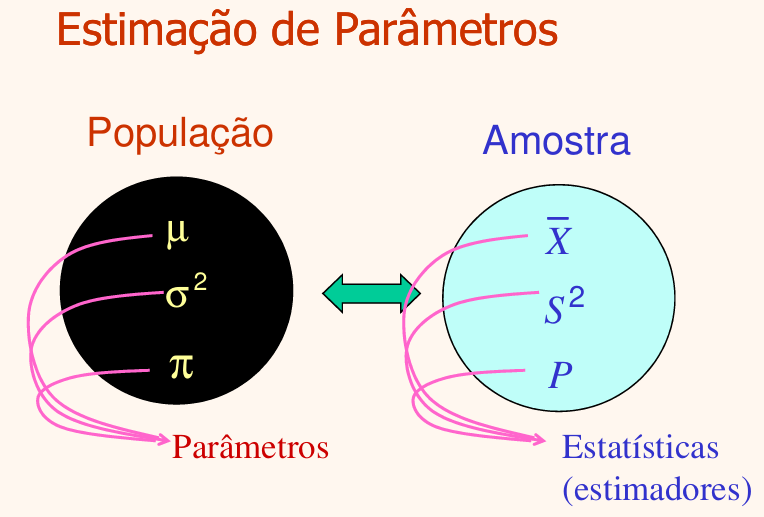 Estimação de Parâmetros
População
Amostra
μ
σ²
π
X̅
S²
P
Parâmetros
Estatísticas
(estimadores)